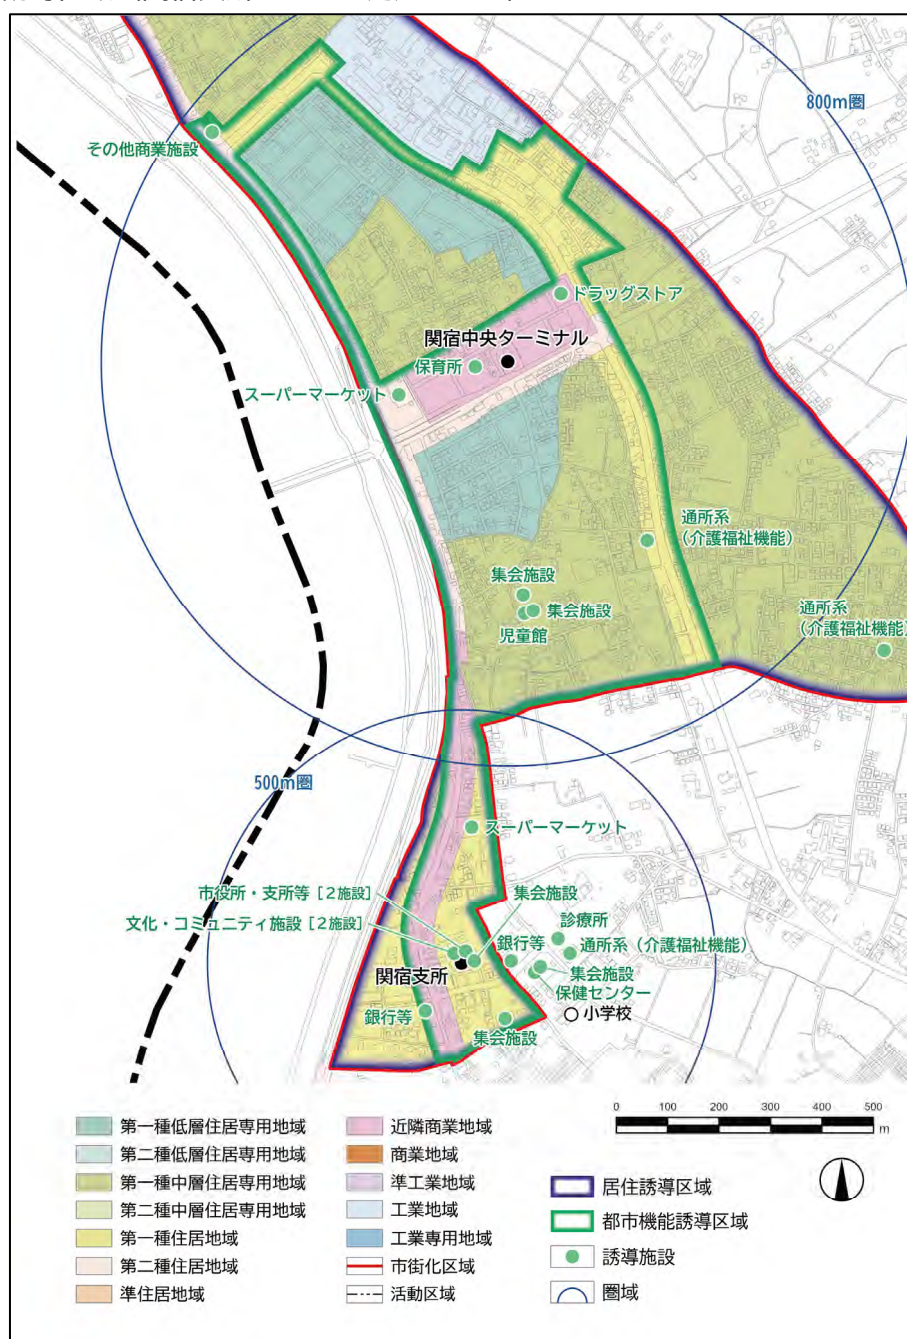 800m圏
その他商業施設
ドラッグストア
関宿中央ターミナル
保育所
スーパーマーケット
通所系
（介護福祉機能）
集会施設
集会施設
児童館
通所系
（介護福祉機能）
500m圏
スーパーマーケット
市役所・支所等［2施設］
集会施設
文化・コミュニティ施設［2施設］
診療所
銀行等
通所系（介護福祉機能）
関宿支所
集会施設
保健センター
小学校
銀行等
集会施設
0 100 200 300 400 500
m
第一種低層住居専用地域
第二種低層住居専用地域
第一種中層住居専用地域
第二種中層住居専用地域
第一種住居地域
第二種住居地域
準住居地域
近隣商業地域
商業地域
準工業地域
工業地域
工業専用地域
市街化区域
活動区域
居住誘導区域
都市機能誘導区域
誘導施設
圏域